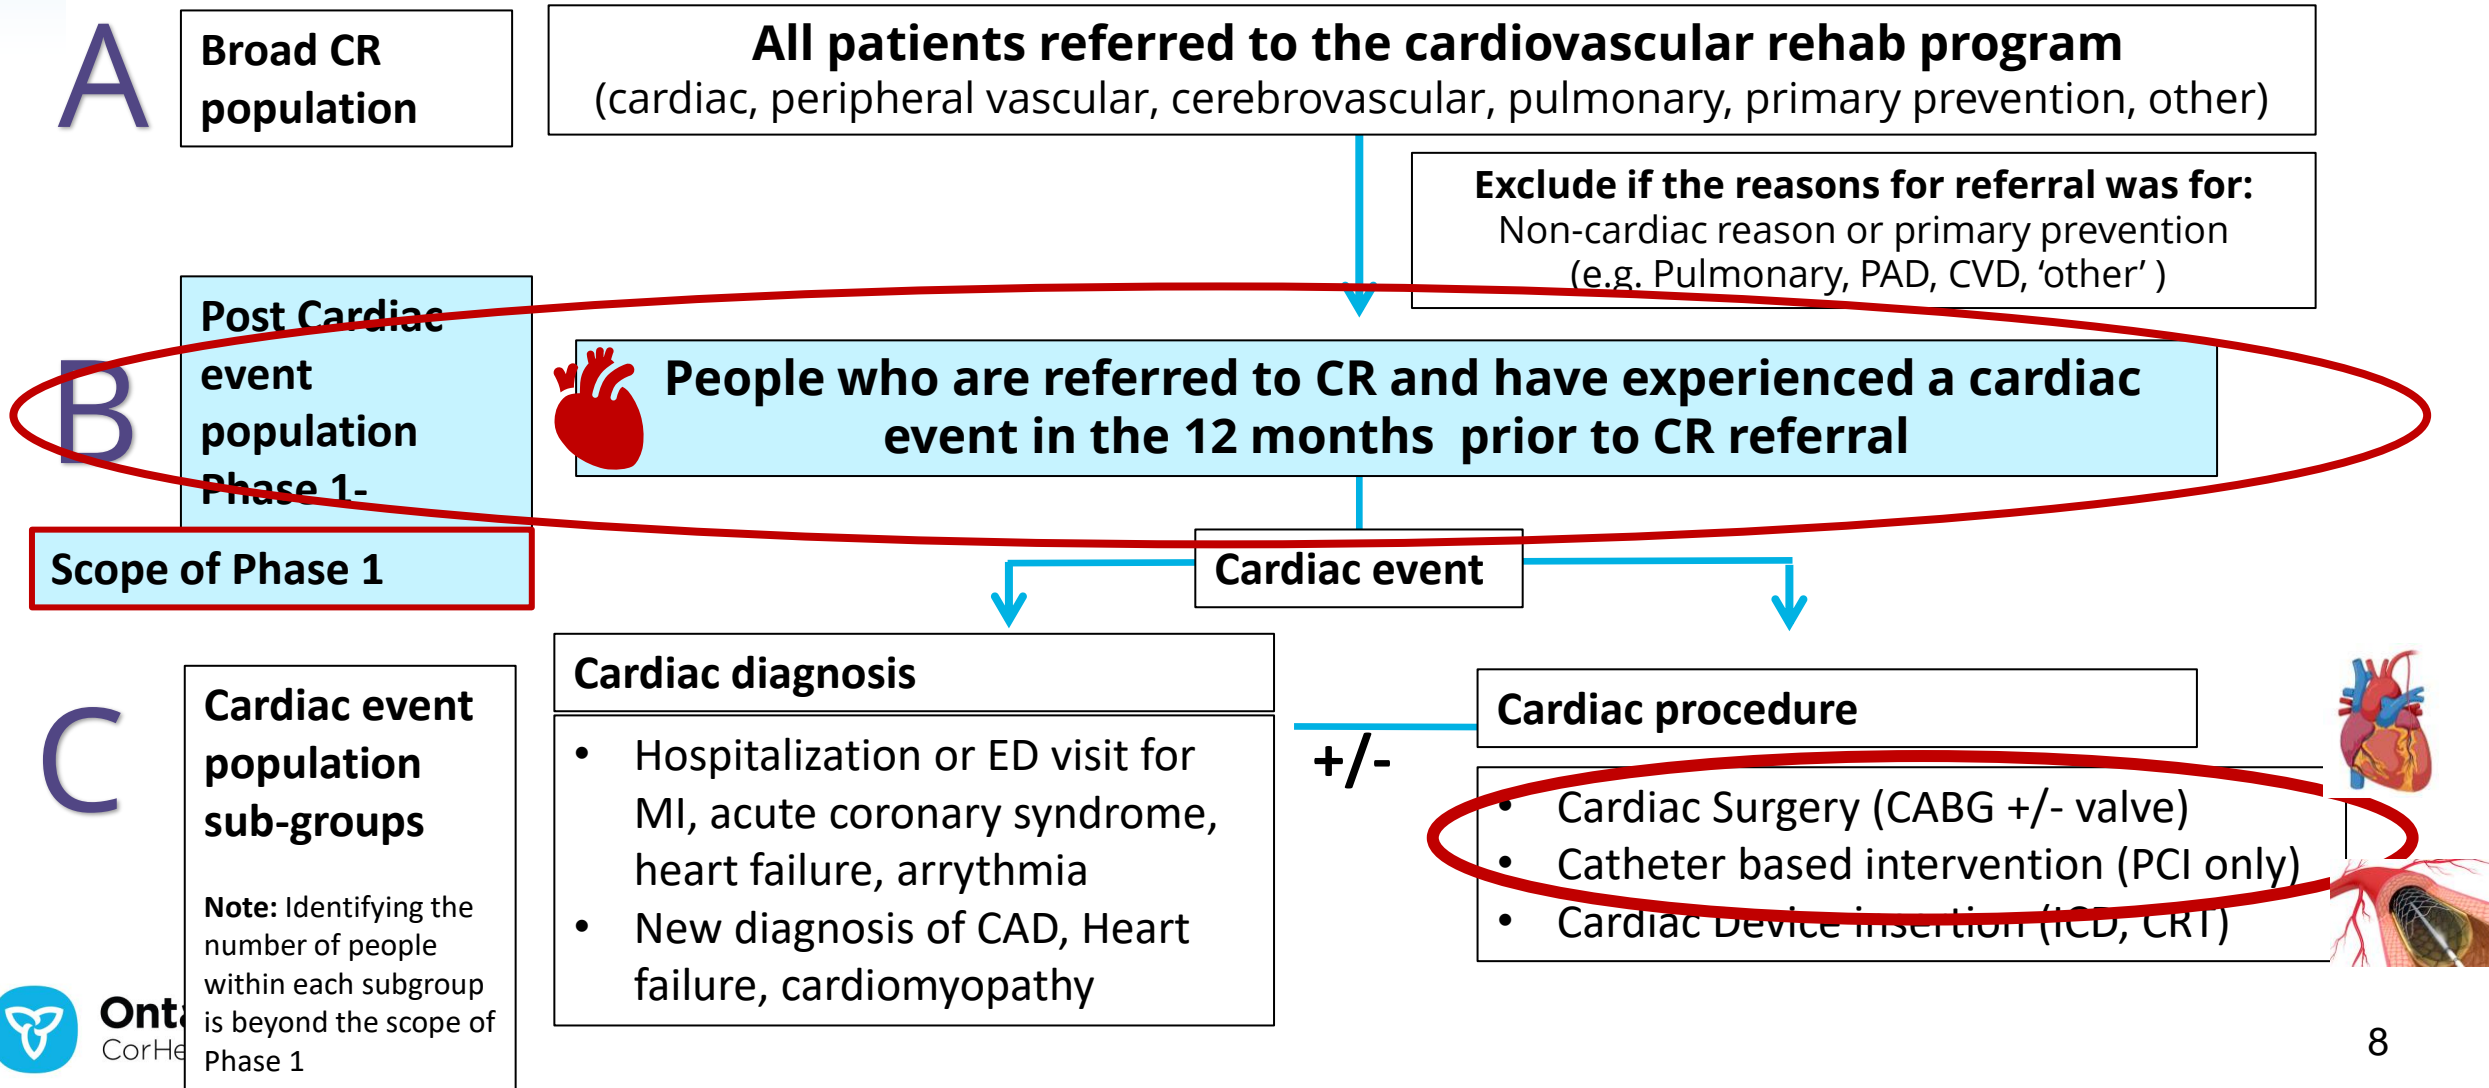 A
Broad CR
population
All patients referred to the cardiovascular rehab program
(cardiac, peripheral vascular, cerebrovascular, pulmonary, primary prevention, other)
Exclude if the reasons for referral was for:
Non-cardiac reason or primary prevention
(e.g. Pulmonary, PAD, CVD, ‘other’ )
B
Post Cardiac
event
population
Phase 1-
Scope of Phase 1
People who are referred to CR and have experienced a cardiac
event in the 12 months prior to CR referral
Cardiac event
C
Cardiac event
population
sub-groups
Note: Identifying the
number of people
within each subgroup
is beyond the scope of
Phase 1
Cardiac diagnosis
• Hospitalization or ED visit for
MI, acute coronary syndrome,
heart failure, arrythmia
• New diagnosis of CAD, Heart
failure, cardiomyopathy
+/-
Cardiac procedure
• Cardiac Surgery (CABG +/- valve)
• Catheter based intervention (PCI only)
• Cardiac Device insertion (ICD, CRT)
8